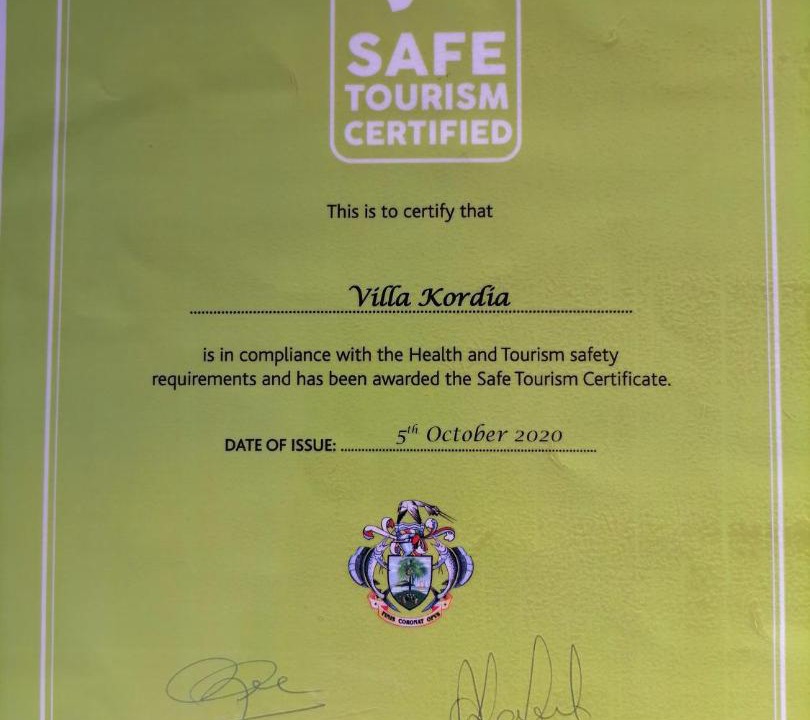 SAFE
TOURISM
CERTIFIED
This is to certify that
Villa Kordia
is in compliance with the Health and Tourism safety
requirements and has been awarded the Safe Tourism Certificate.
DATE OF ISSUE: 5th October 2020
FINIS CORONAT OPUS